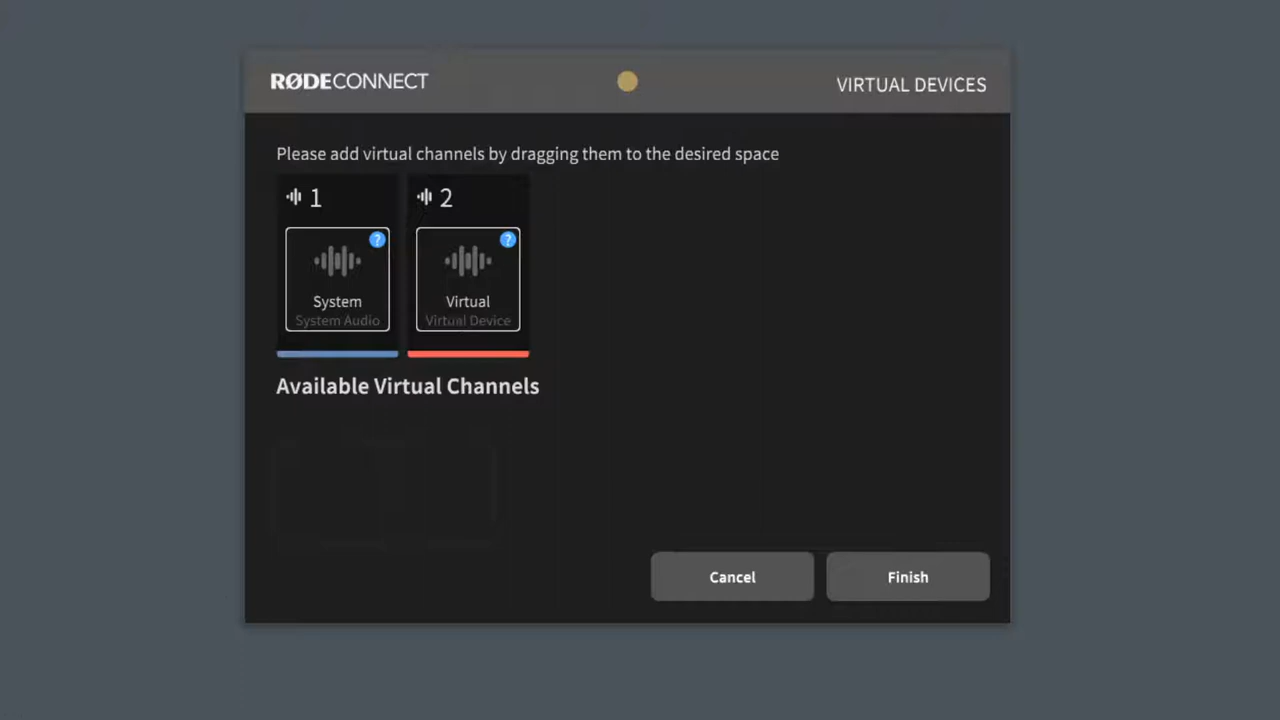 RØDECONNECT
VIRTUAL DEVICES
Please add virtual channels by dragging them to the desired space
1
2
?
?
System
System Audio
Virtual
Virtual Device
Available Virtual Channels
Cancel
Finish